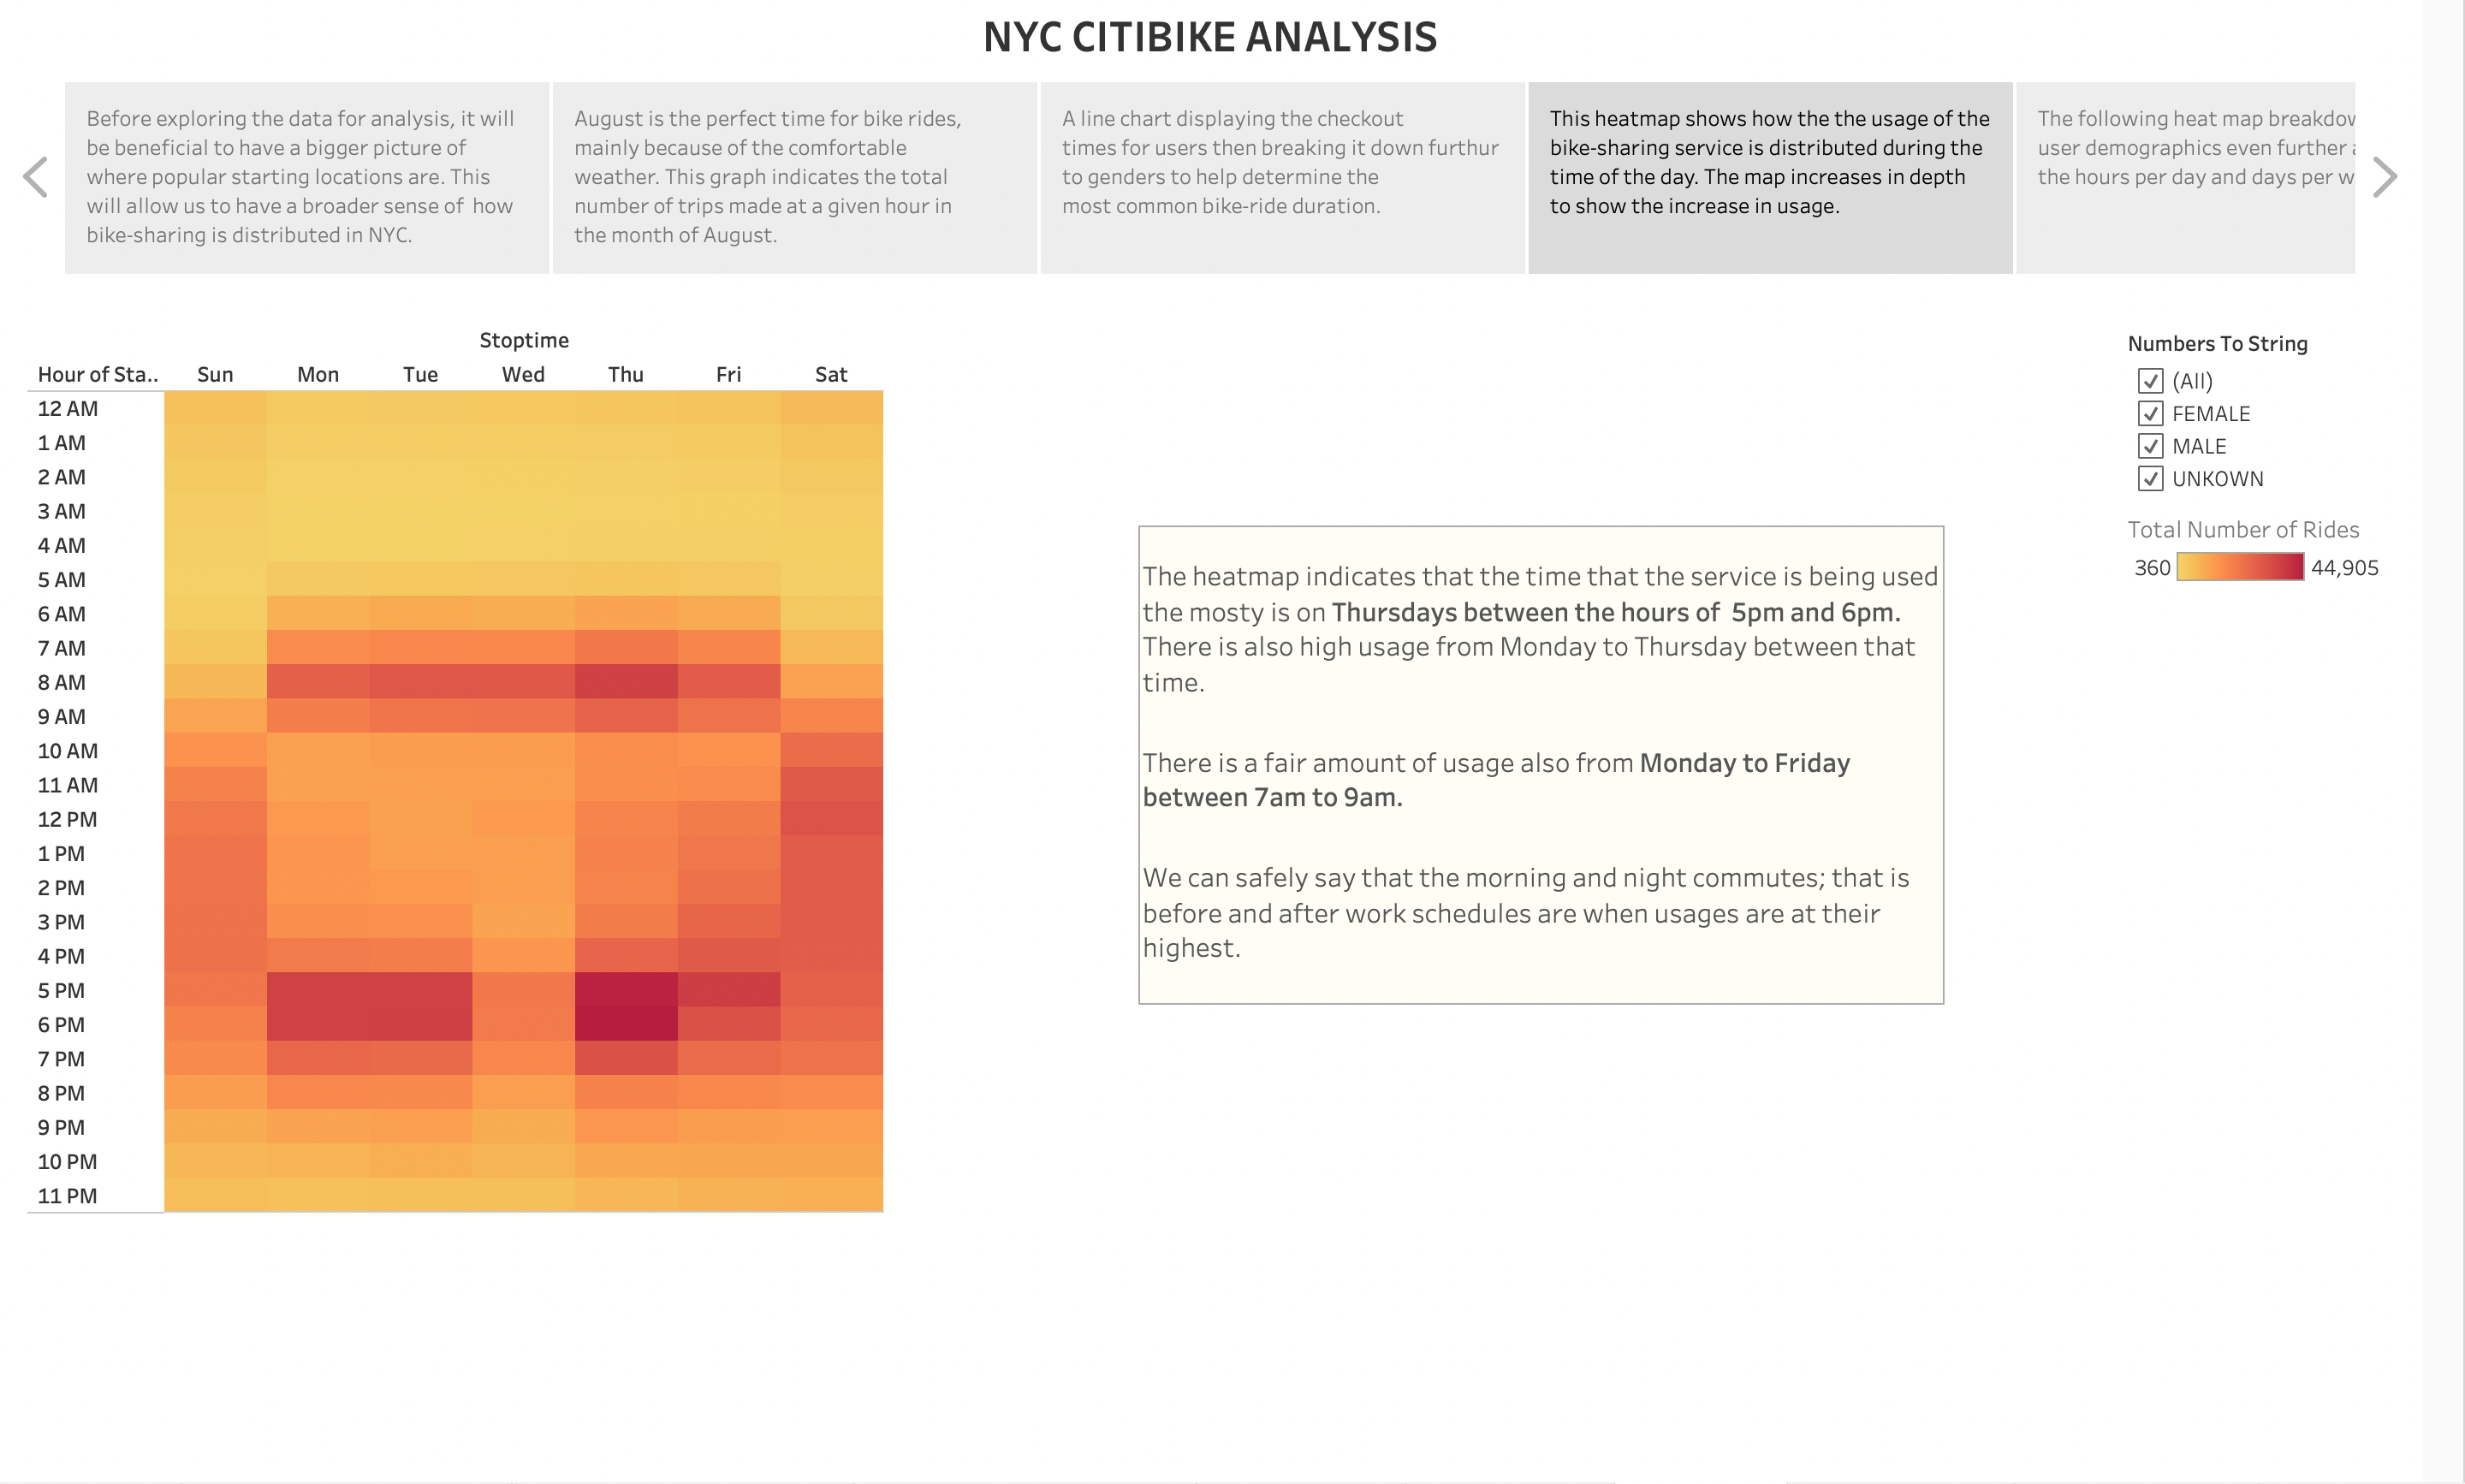 NYC CITIBIKE ANALYSIS
Before exploring the data for analysis, it will
be beneficial to have a bigger picture of
where popular starting locations are. This
will allow us to have a broader sense of  how
bike-sharing is distributed in NYC.
August is the perfect time for bike rides,
mainly because of the comfortable
weather. This graph indicates the total
number of trips made at a given hour in
the month of August.
A line chart displaying the checkout
times for users then breaking it down furthur
to genders to help determine the
most common bike-ride duration.
This heatmap shows how the the usage of the
bike-sharing service is distributed during the
time of the day. The map increases in depth
to show the increase in usage.
The following heat map
user demographics even further
the hours per day and days per
Stoptime
Hour of Sta.. Sun Mon Tue Wed Thu Fri Sat
12 AM
1 AM
2 AM
3 AM
4 AM
5 AM
6 AM
7 AM
8 AM
9 AM
10 AM
11 AM
12 PM
1 PM
2 PM
3 PM
4 PM
5 PM
6 PM
7 PM
8 PM
9 PM
10 PM
11 PM
The heatmap indicates that the time that the service is being used
the mosty is on Thursdays between the hours of  5pm and 6pm.
There is also high usage from Monday to Thursday between that
time.
There is a fair amount of usage also from Monday to Friday
between 7am to 9am.
We can safely say that the morning and night commutes; that is
before and after work schedules are when usages are at their
highest.
Numbers To String
(All)
FEMALE
MALE
UNKOWN
Total Number of Rides
360 44,905